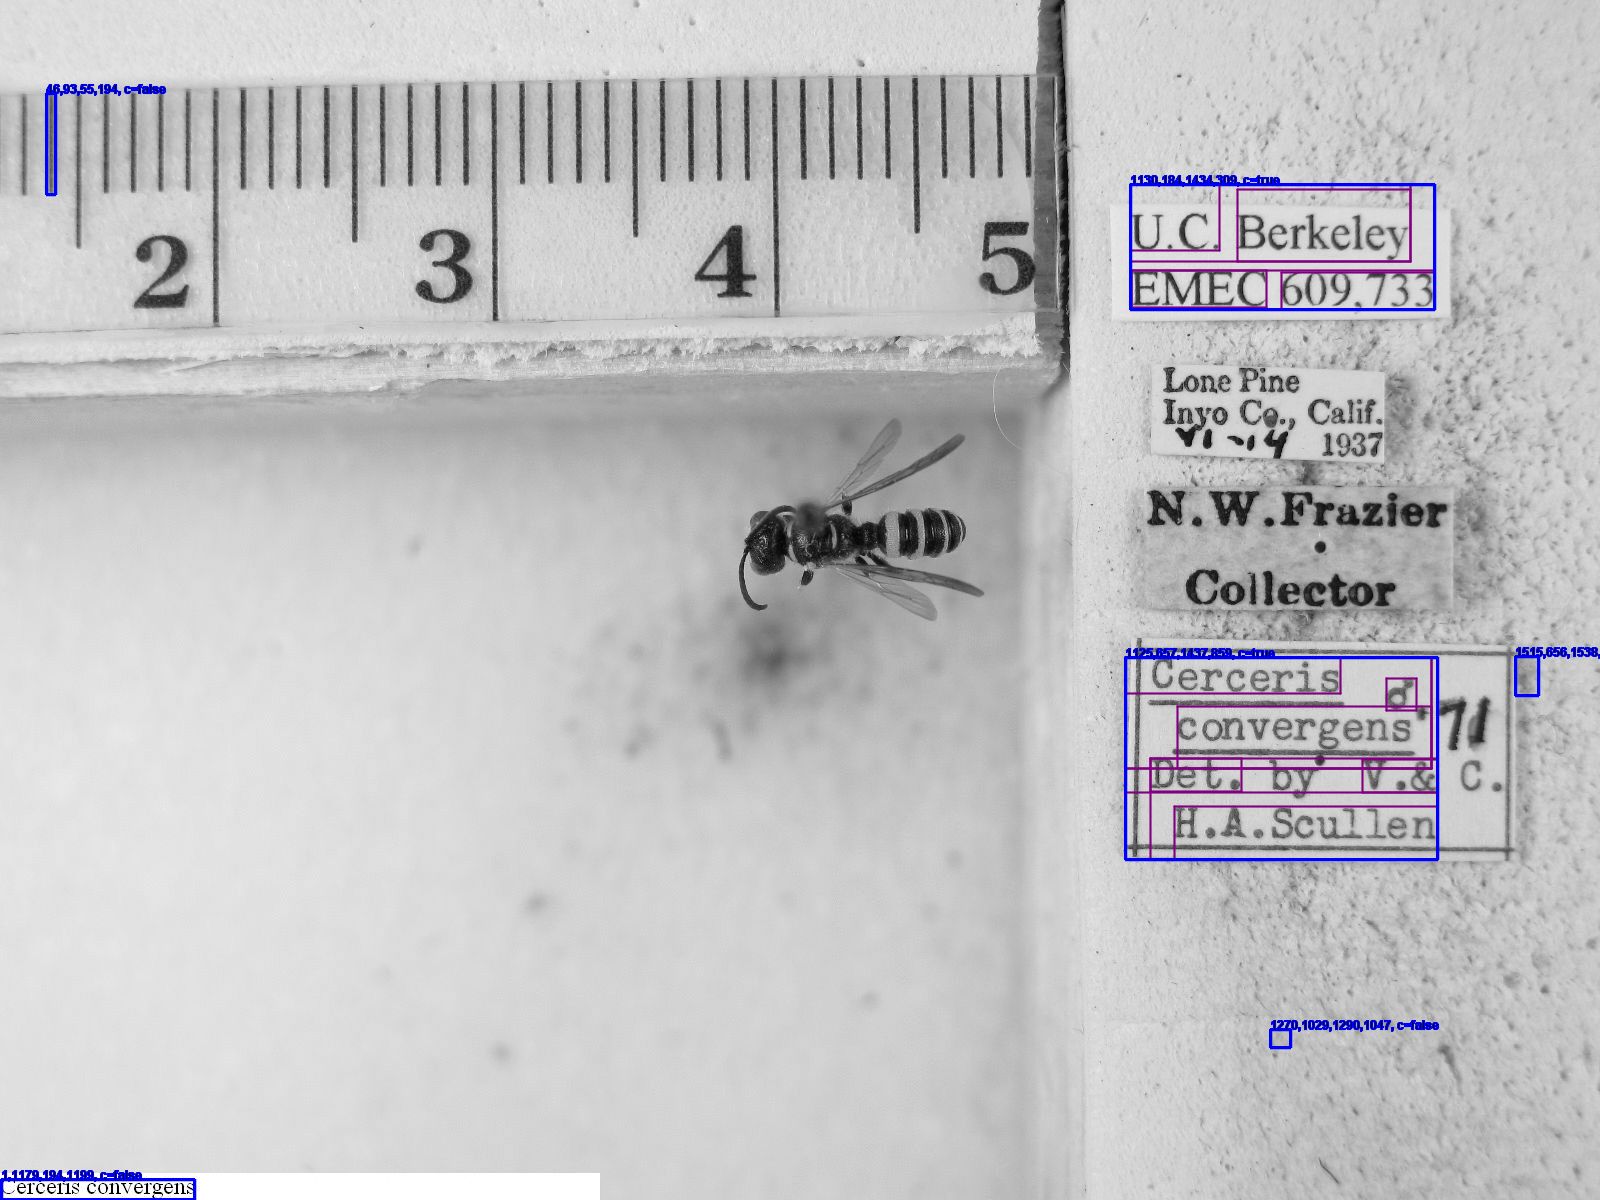 46,93,55,194, c=false
2 3 4 5
1130,184,1434,309, c=true
U.C. Berkeley
EMEC 609,733
Lone Pine
Inyo Co., Calif.
VI -14 1937
N.W.Frazier
Collector
1125,657,1437,859, c=true
1515,656,1538,
Cerceris ♂
convergens '71
Det. by V.& C.
H.A.Scullen
1270,1029,1290,1047, c=false
1,1179,194,1199, c=false
Cerceris convergens